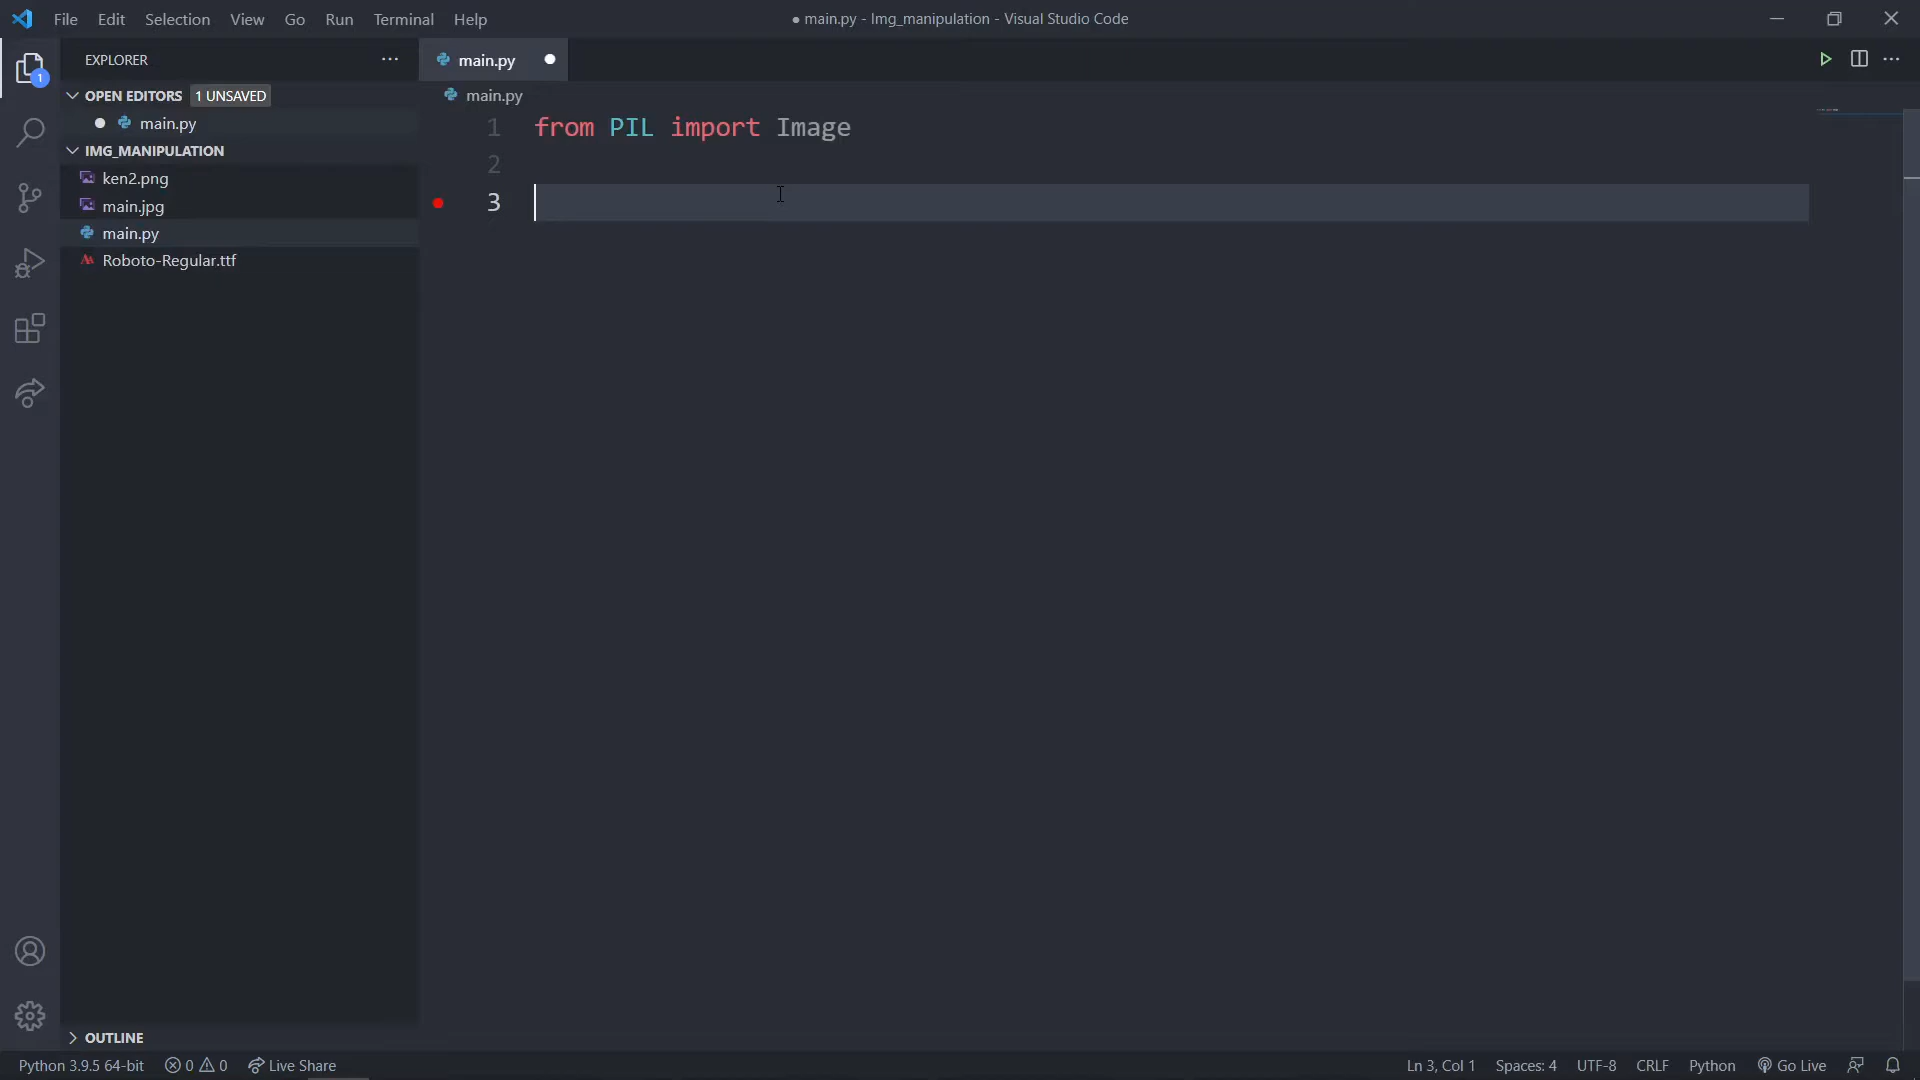 File Edit Selection View Go Run Terminal Help
● main.py - Img_manipulation - Visual Studio Code
EXPLORER
main.py
1
OPEN EDITORS 1 UNSAVED
main.py
main.py
1 from PIL import Image
IMG_MANIPULATION
2
ken2.png
main.jpg
3
main.py
Roboto-Regular.ttf
OUTLINE
Python 3.9.5 64-bit 0 0 Live Share Ln 3, Col 1 Spaces: 4 UTF-8 CRLF Python Go Live